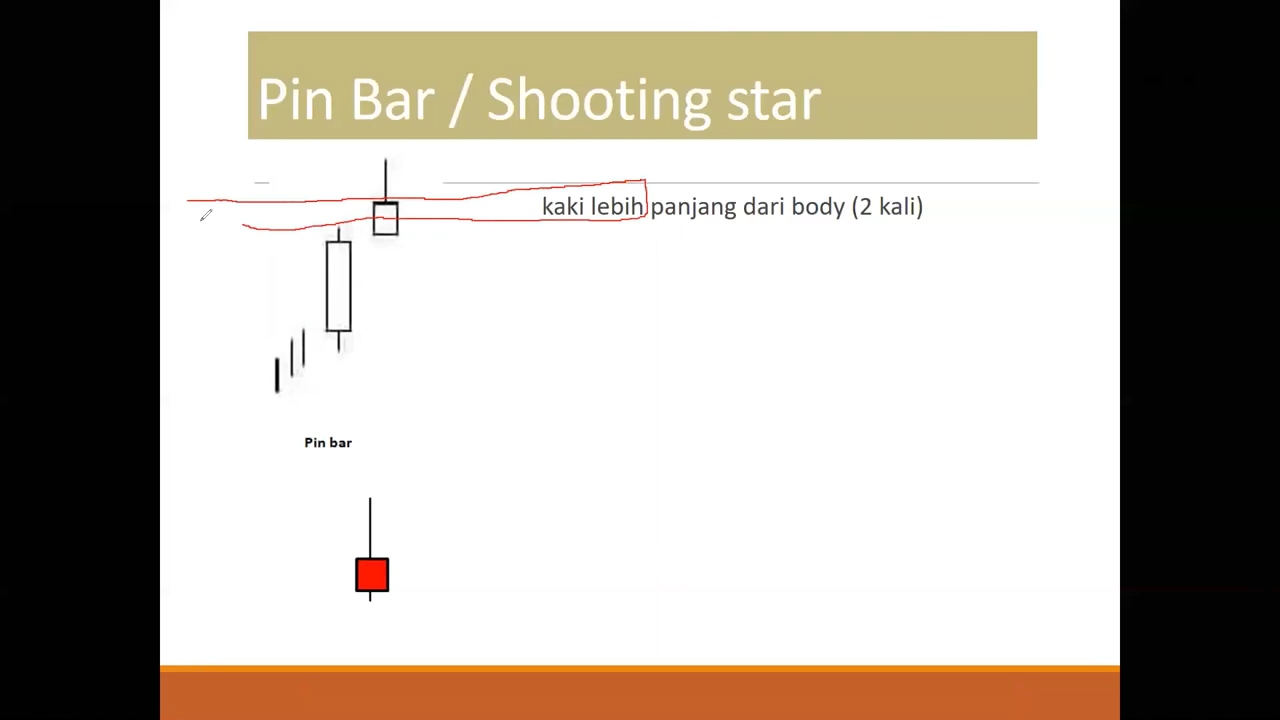 Pin Bar / Shooting star
kaki lebih panjang dari body (2 kali)
Pin bar